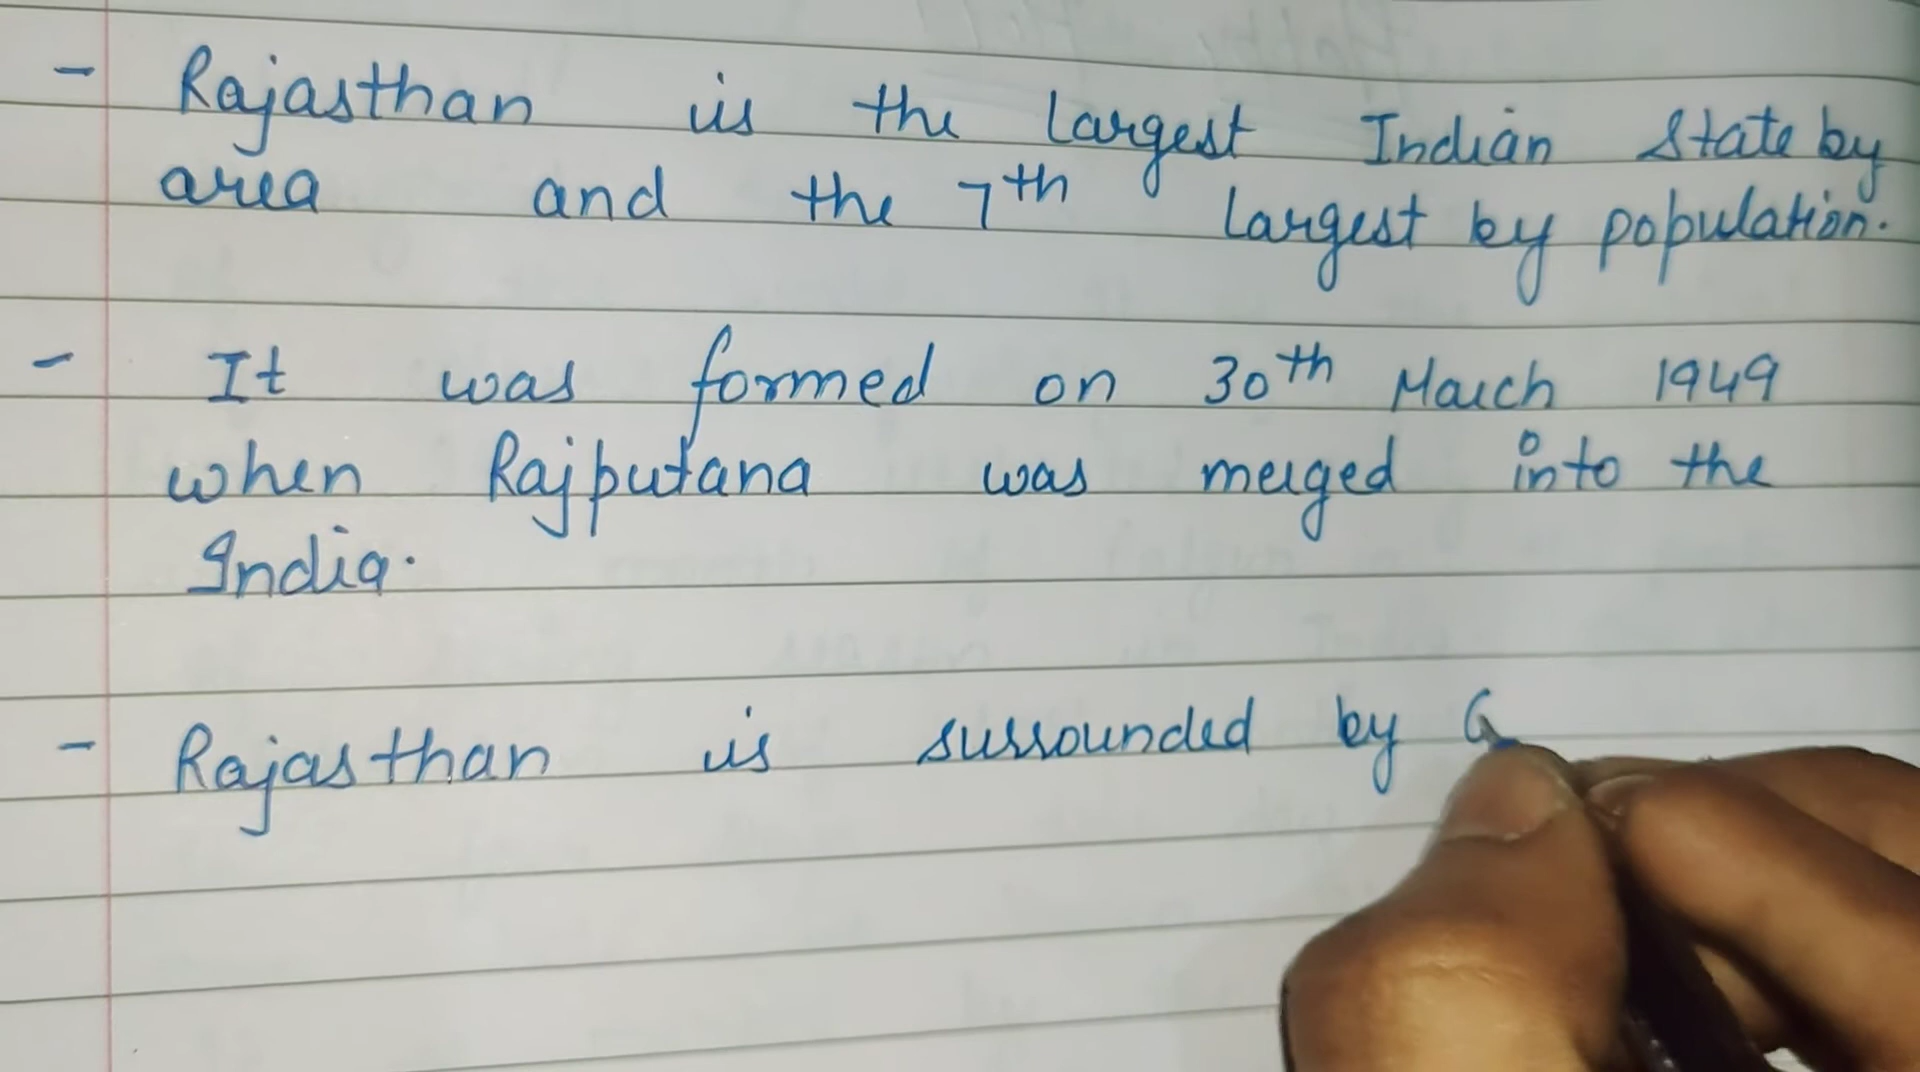 - Rajasthan is the largest Indian State by
area and the 7th largest by population.
- It was formed on 30th March 1949
when Rajputana was merged into the
India.
- Rajasthan is surrounded by G